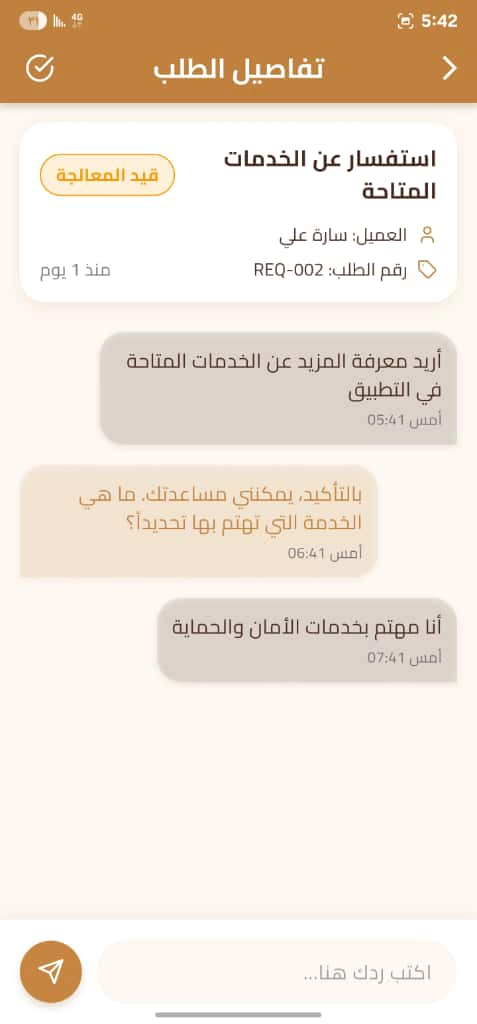 5:42
4G
٣١
تفاصيل الطلب
استفسار عن الخدمات
المتاحة
قيد المعالجة
العميل: سارة علي
رقم الطلب: REQ-002
منذ 1 يوم
أريد معرفة المزيد عن الخدمات المتاحة
في التطبيق
أمس 05:41
بالتأكيد، يمكنني مساعدتك. ما هي
الخدمة التي تهتم بها تحديداً؟
أمس 06:41
أنا مهتم بخدمات الأمان والحماية
أمس 07:41
اكتب ردك هنا...